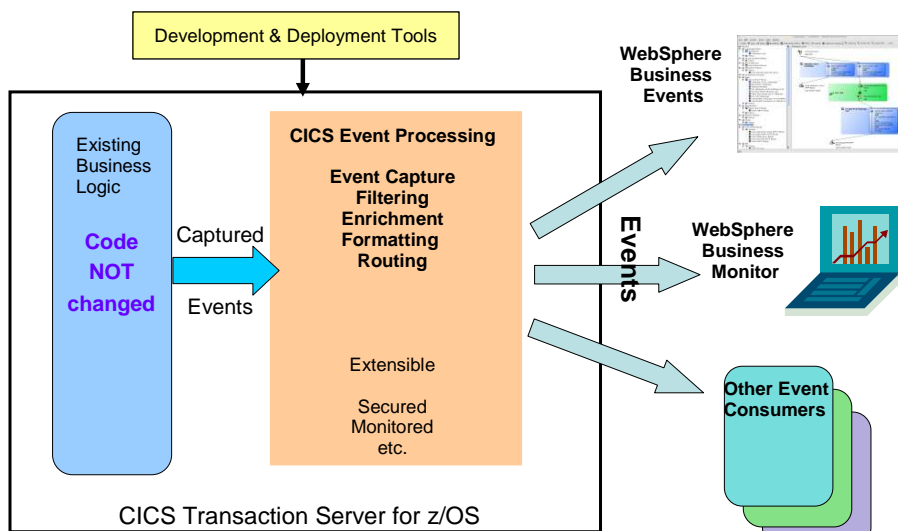 Development & Deployment Tools
Existing
Business
Logic
Code
NOT
changed
Captured
Events
CICS Event Processing
Event Capture
Filtering
Enrichment
Formatting
Routing
Extensible
Secured
Monitored
etc.
CICS Transaction Server for z/OS
Events
WebSphere
Business
Events
WebSphere
Business
Monitor
Other Event
Consumers